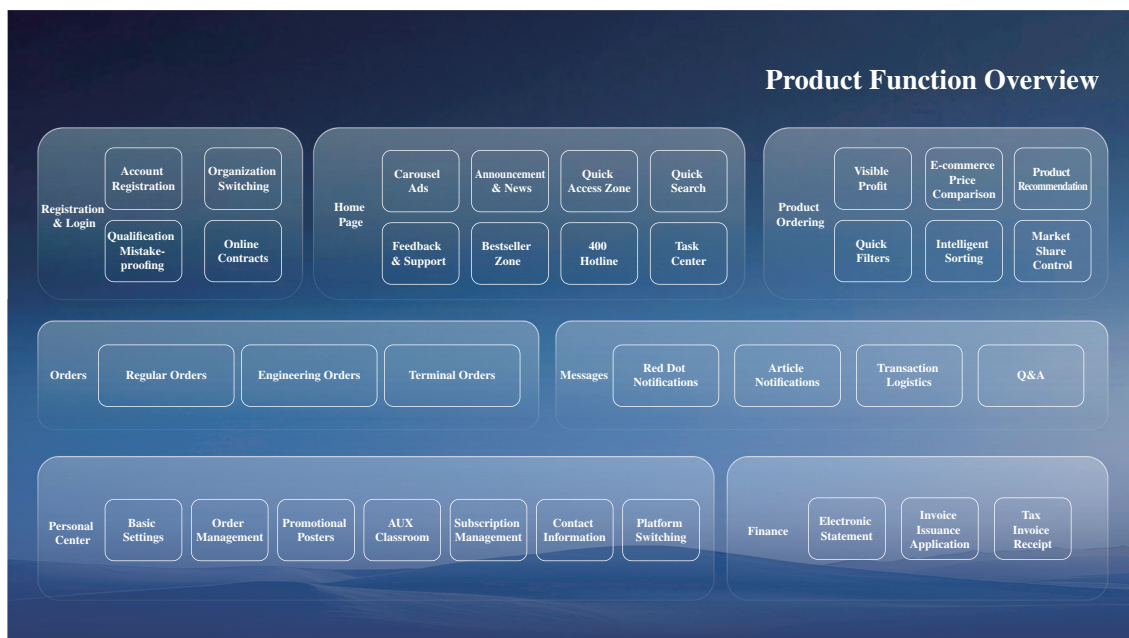 Product Function Overview
Registration
& Login
Account
Registration
Organization
Switching
Qualification
Mistake-
proofing
Online
Contracts
Home
Page
Carousel
Ads
Announcement
& News
Quick
Access Zone
Quick
Search
Feedback
& Support
Bestseller
Zone
400
Hotline
Task
Center
Product
Ordering
Visible
Profit
E-commerce
Price
Comparison
Product
Recommendation
Quick
Filters
Intelligent
Sorting
Market
Share
Control
Orders
Regular Orders
Engineering Orders
Terminal Orders
Messages
Red Dot
Notifications
Article
Notifications
Transaction
Logistics
Q&A
Personal
Center
Basic
Settings
Order
Management
Promotional
Posters
AUX
Classroom
Subscription
Management
Contact
Information
Platform
Switching
Finance
Electronic
Statement
Invoice
Issuance
Application
Tax
Invoice
Receipt